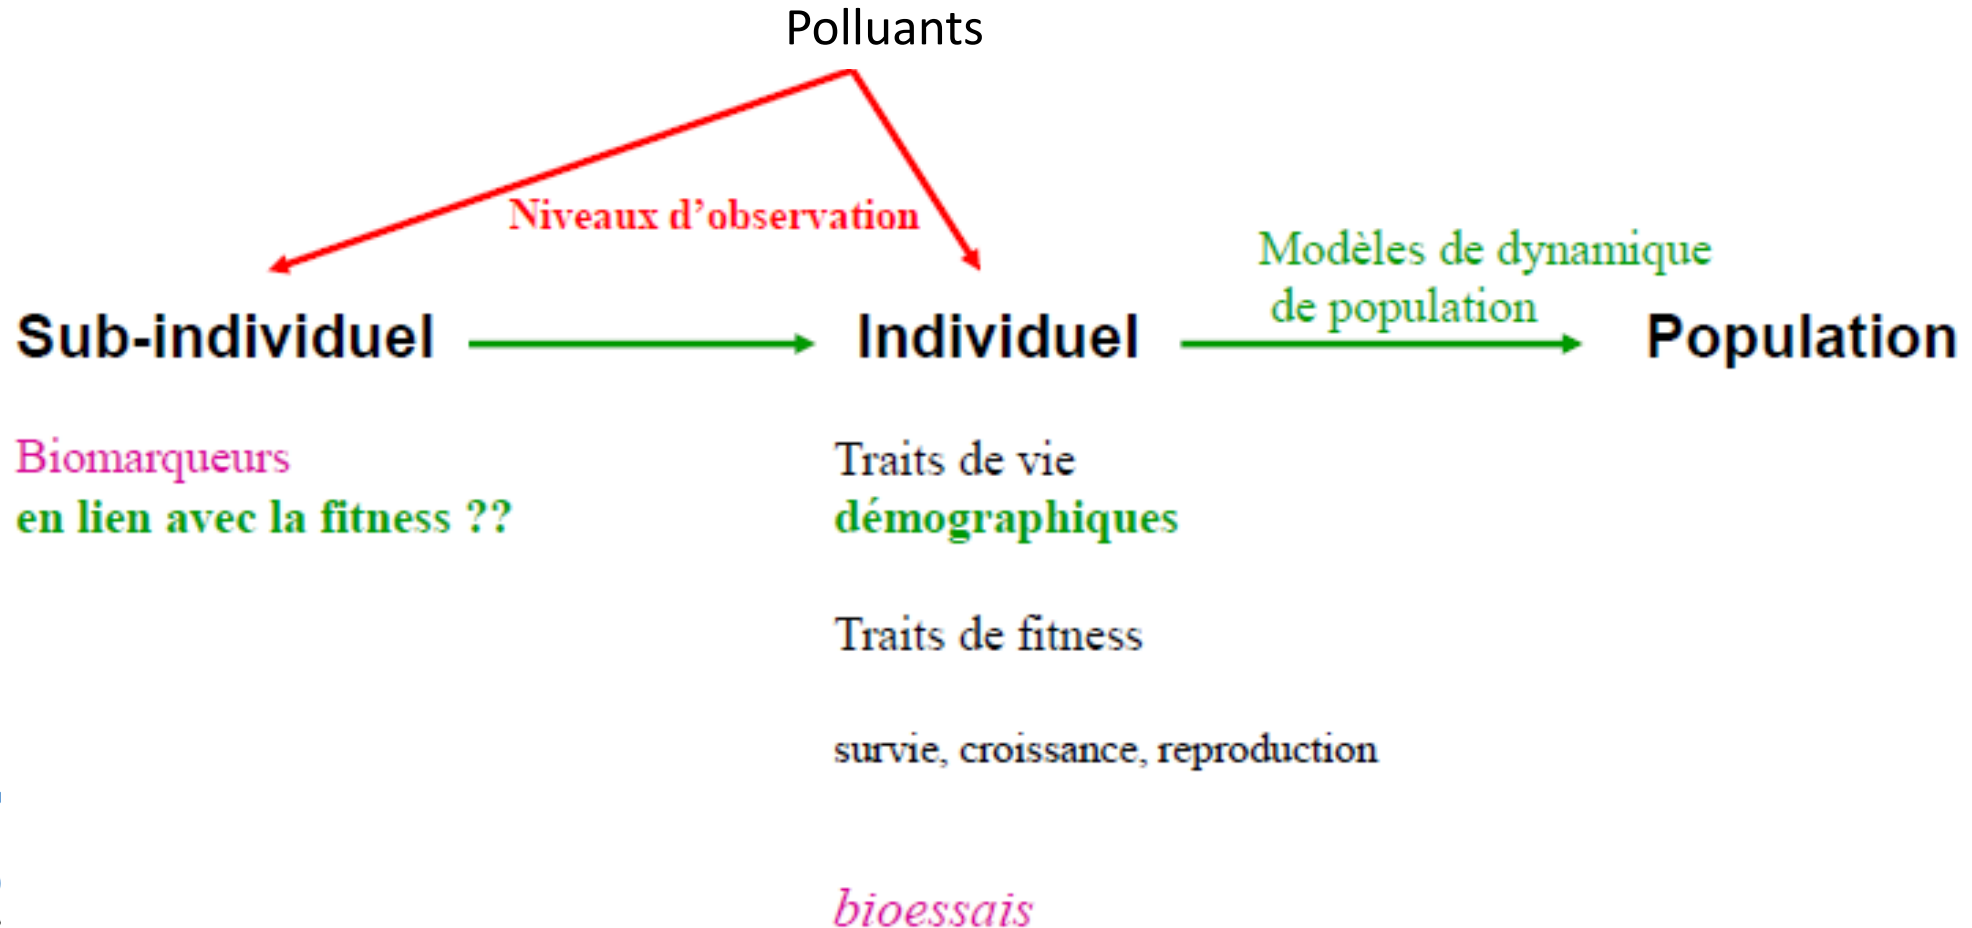 Polluants
Niveaux d’observation
Modèles de dynamique
de population
Sub-individuel
Individuel
Population
Biomarqueurs
en lien avec la fitness ??
Traits de vie
démographiques
Traits de fitness
survie, croissance, reproduction
bioessais